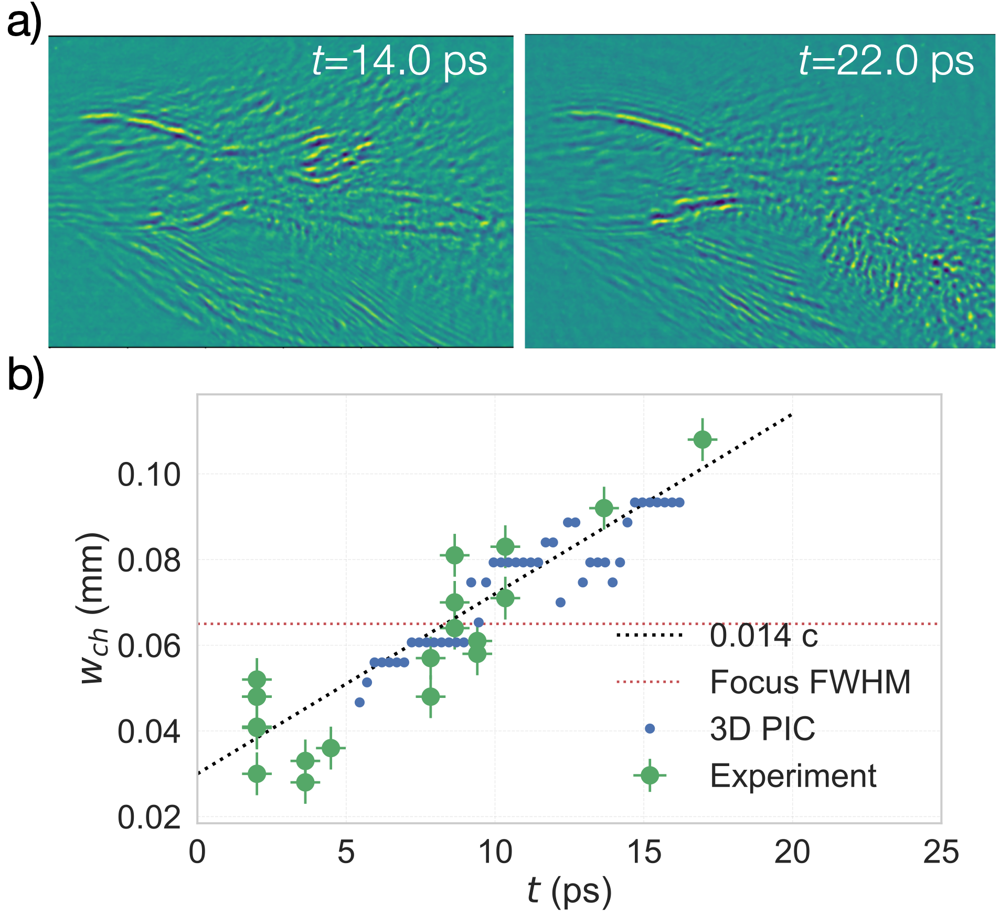 a)
t=14.0 ps
t=22.0 ps
b)
0.10
0.08
0.06
0.04
0.02
w_ch (mm)
0.014 c
Focus FWHM
3D PIC
Experiment
0 5 10 15 20 25
t (ps)